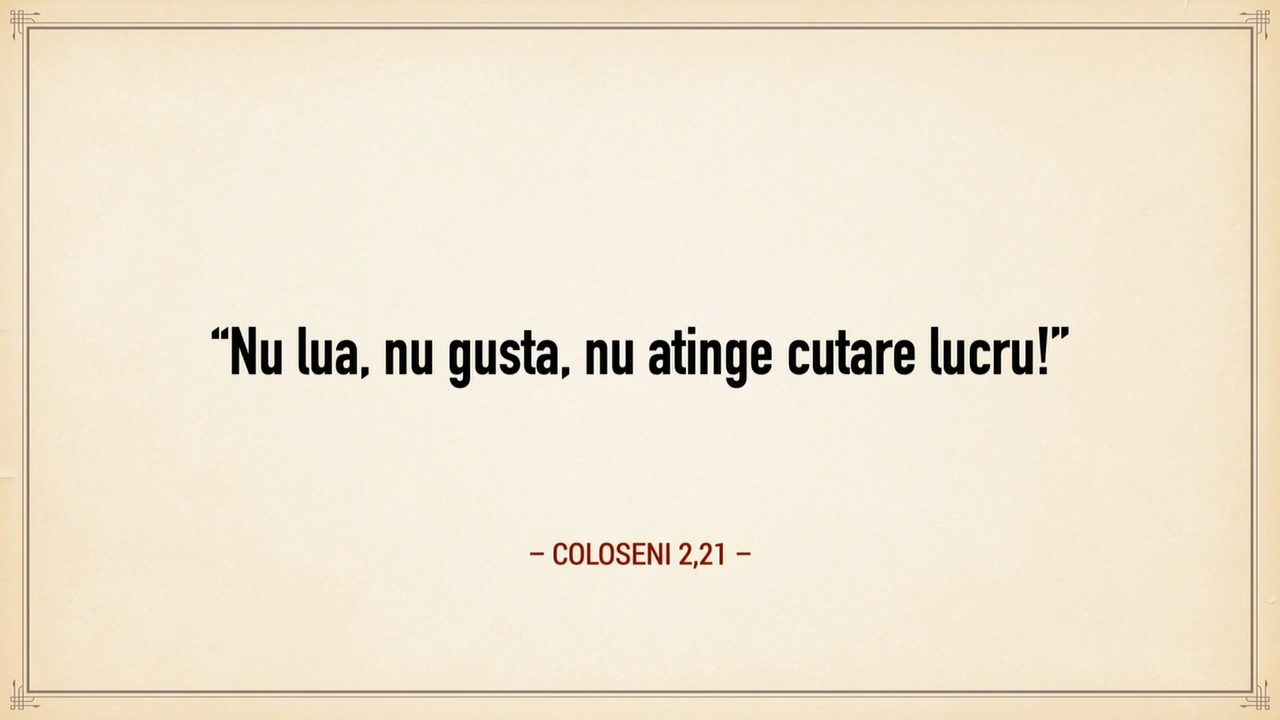 “Nu lua, nu gusta, nu atinge cutare lucru!”
– COLOSENI 2,21 –